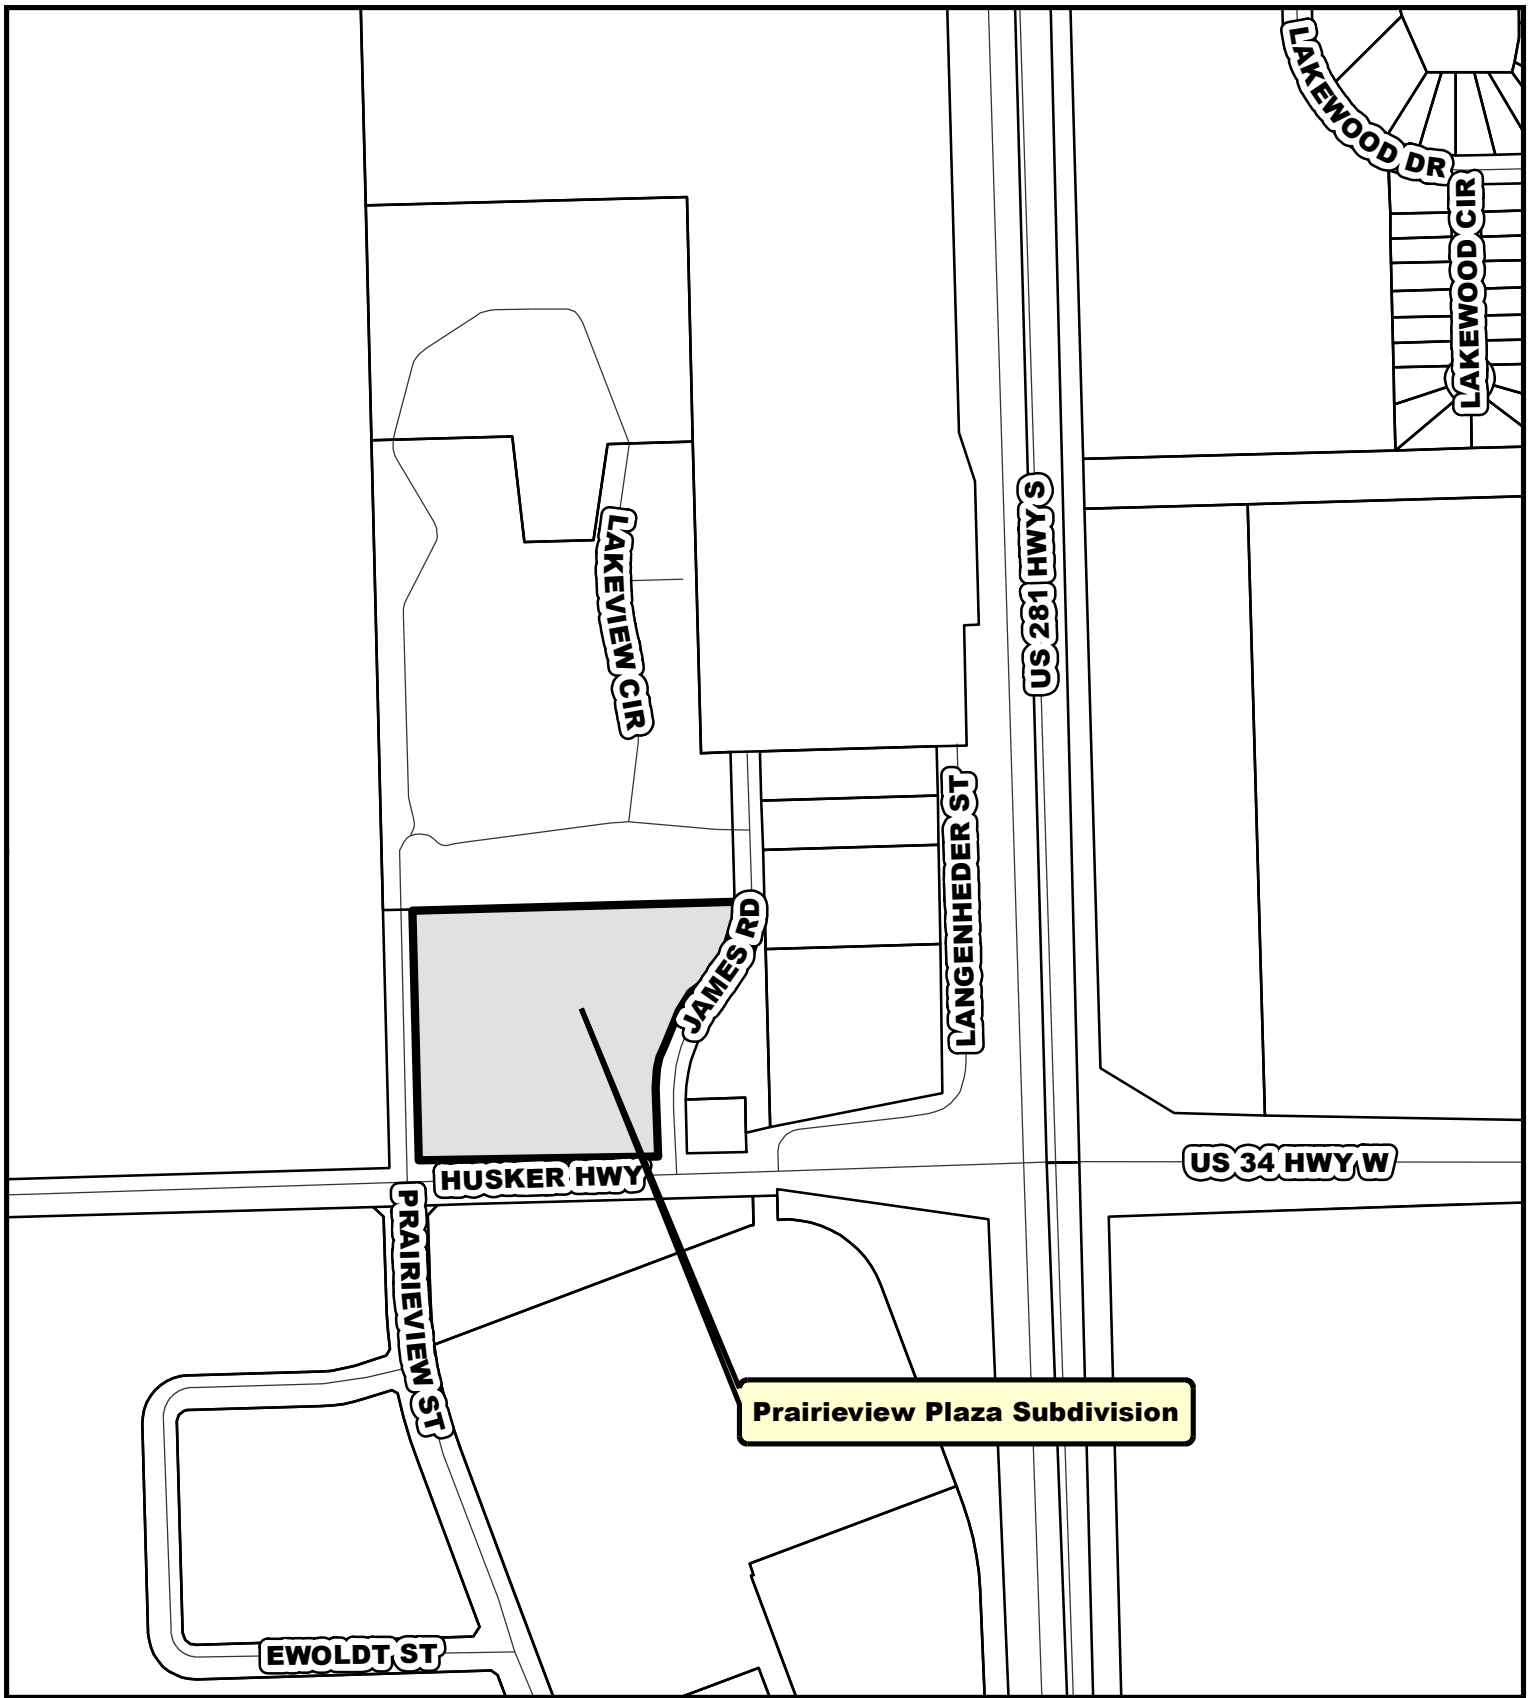 LAKEWOOD DR
LAKEWOOD CIR
US 281 HWY S
LAKEVIEW CIR
LANGENHEDER ST
JAMES RD
HUSKER HWY
US 34 HWY W
PRAIRIEVIEW ST
Prairieview Plaza Subdivision
EWOLDT ST